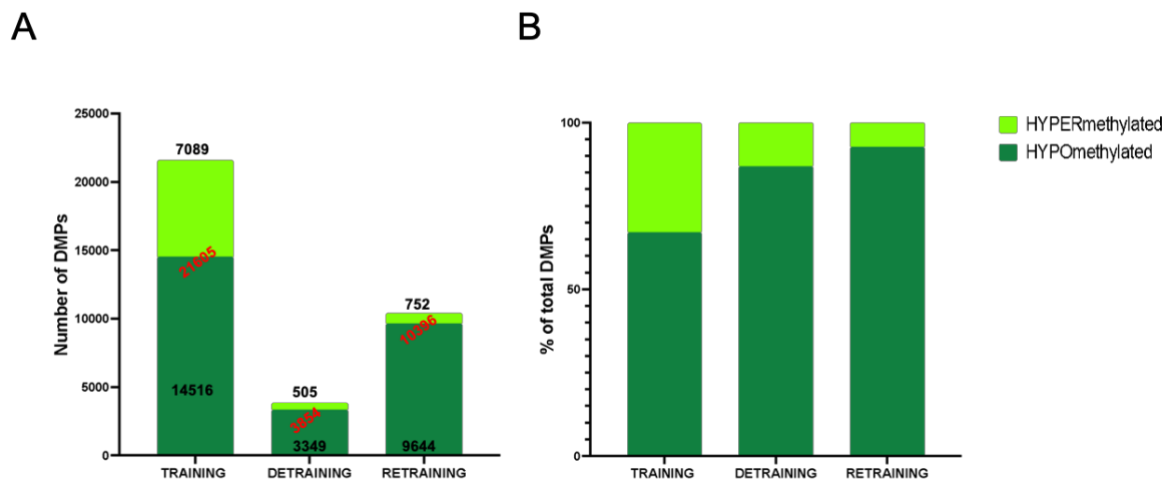 A
B
25000
20000
15000
10000
5000
0
Number of DMPs
7089
21605
14516
505
3854
3349
752
10396
9644
TRAINING
DETRAINING
RETRAINING
100
50
0
% of total DMPs
TRAINING
DETRAINING
RETRAINING
HYPERmethylated
HYPOmethylated